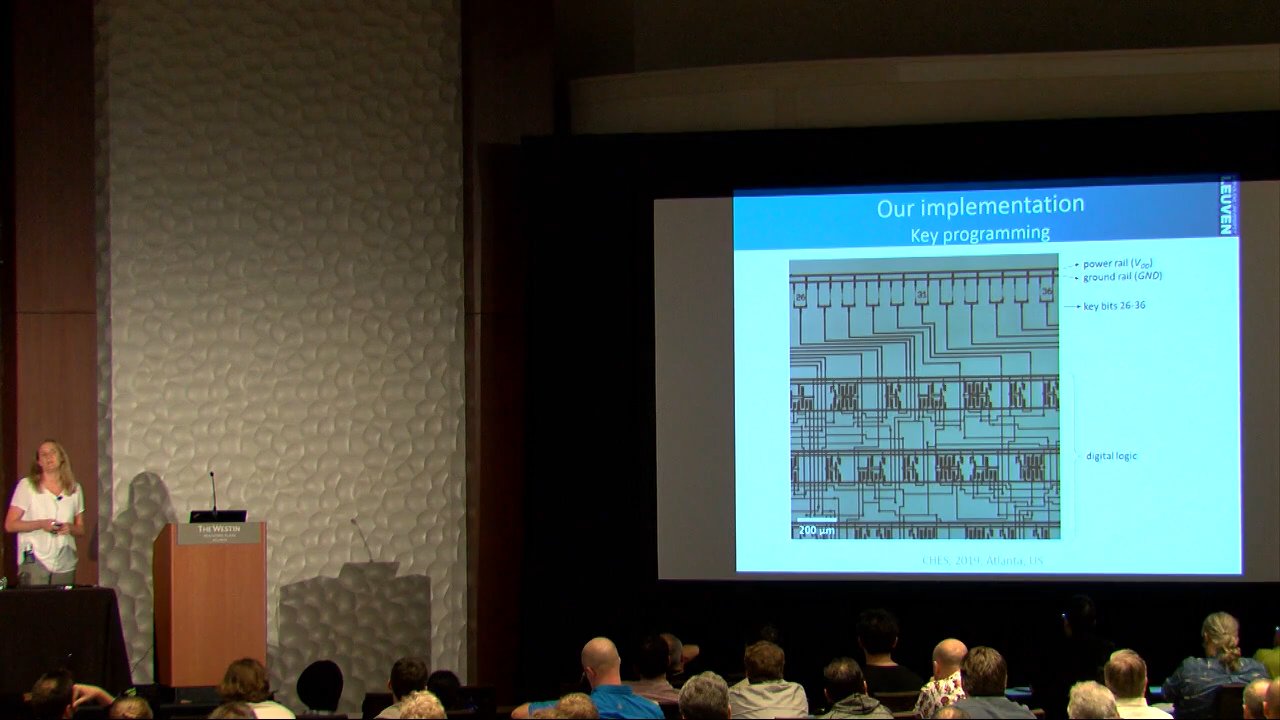 Our implementation
Key programming
LEUVEN
power rail (VDD)
ground rail (GND)
26
31
36
key bits 26-36
digital logic
200 µm
CHES, 2019, Atlanta, US
THE WESTIN